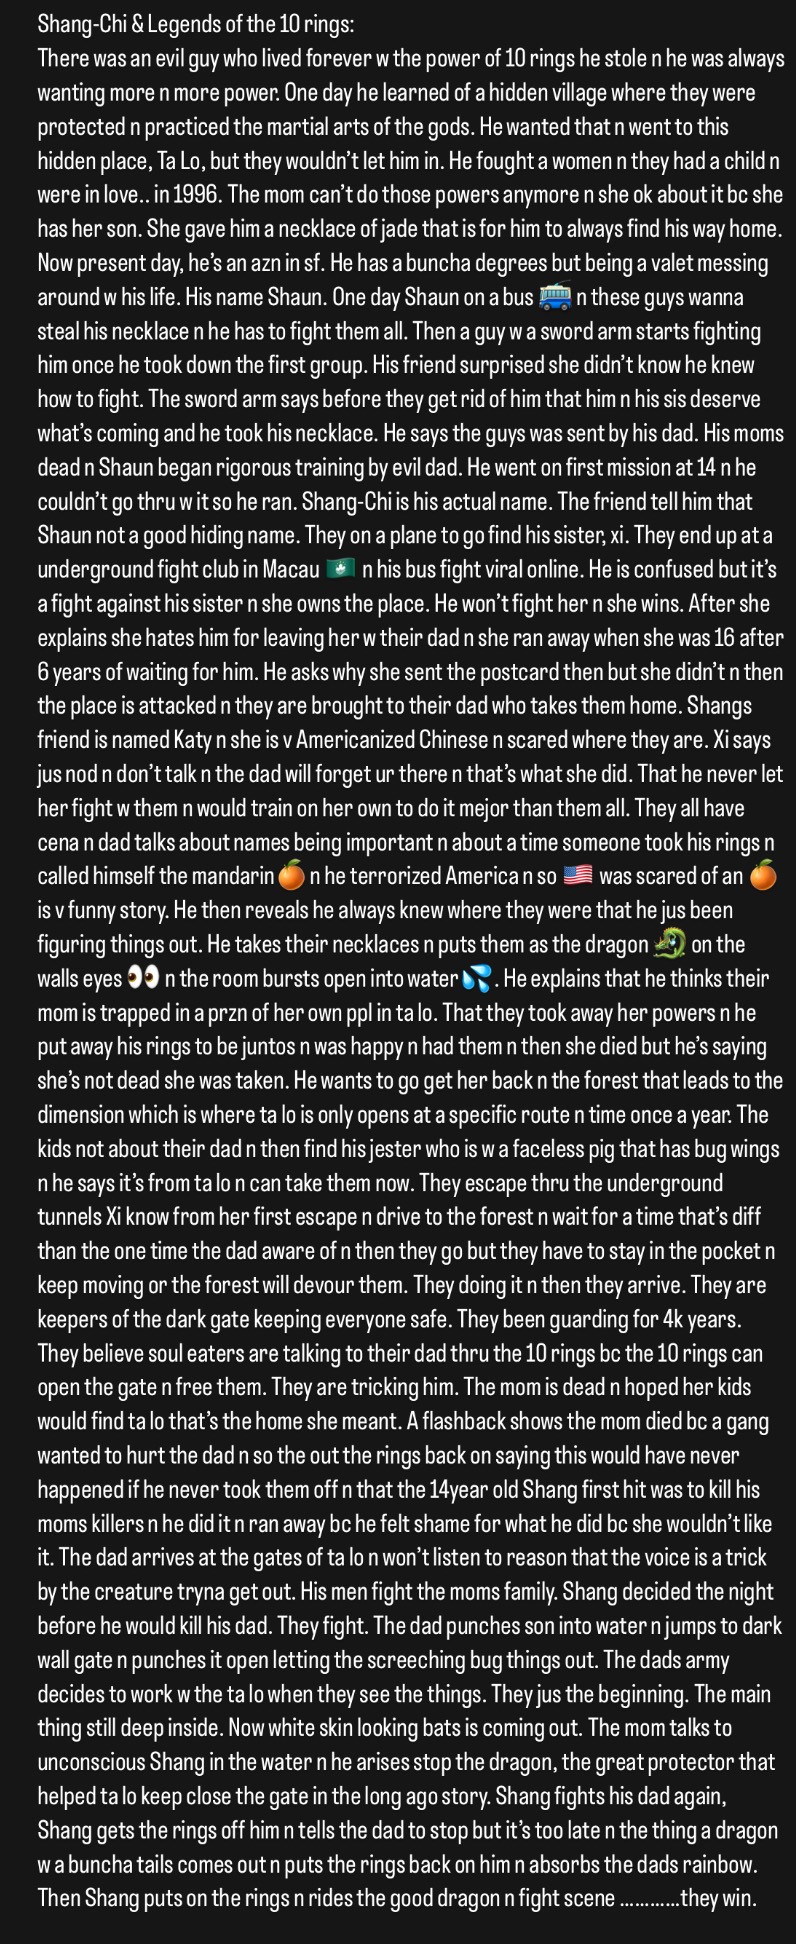 Shang-Chi & Legends of the 10 rings:
There was an evil guy who lived forever w the power of 10 rings he stole n he was always
wanting more n more power. One day he learned of a hidden village where they were
protected n practiced the martial arts of the gods. He wanted that n went to this
hidden place, Ta Lo, but they wouldn’t let him in. He fought a women n they had a child n
were in love.. in 1996. The mom can’t do those powers anymore n she ok about it bc she
has her son. She gave him a necklace of jade that is for him to always find his way home.
Now present day, he’s an azn in sf. He has a buncha degrees but being a valet messing
around w his life. His name Shaun. One day Shaun on a bus 🚎 n these guys wanna
steal his necklace n he has to fight them all. Then a guy w a sword arm starts fighting
him once he took down the first group. His friend surprised she didn’t know he knew
how to fight. The sword arm says before they get rid of him that him n his sis deserve
what’s coming and he took his necklace. He says the guys was sent by his dad. His moms
dead n Shaun began rigorous training by evil dad. He went on first mission at 14 n he
couldn’t go thru w it so he ran. Shang-Chi is his actual name. The friend tell him that
Shaun not a good hiding name. They on a plane to go find his sister, xi. They end up at a
underground fight club in Macau 🇲🇴 n his bus fight viral online. He is confused but it’s
a fight against his sister n she owns the place. He won’t fight her n she wins. After she
explains she hates him for leaving her w their dad n she ran away when she was 16 after
6 years of waiting for him. He asks why she sent the postcard then but she didn’t n then
the place is attacked n they are brought to their dad who takes them home. Shangs
friend is named Katy n she is v Americanized Chinese n scared where they are. Xi says
jus nod n don’t talk n the dad will forget ur there n that’s what she did. That he never let
her fight w them n would train on her own to do it mejor than them all. They all have
cena n dad talks about names being important n about a time someone took his rings n
called himself the mandarin 🍊 n he terrorized America n so 🇺🇸 was scared of an 🍊
is v funny story. He then reveals he always knew where they were that he jus been
figuring things out. He takes their necklaces n puts them as the dragon 🐉 on the
walls eyes 👀 n the room bursts open into water 💦. He explains that he thinks their
mom is trapped in a przn of her own ppl in ta lo. That they took away her powers n he
put away his rings to be juntos n was happy n had them n then she died but he’s saying
she’s not dead she was taken. He wants to go get her back n the forest that leads to the
dimension which is where ta lo is only opens at a specific route n time once a year. The
kids not about their dad n then find his jester who is w a faceless pig that has bug wings
n he says it’s from ta lo n can take them now. They escape thru the underground
tunnels Xi know from her first escape n drive to the forest n wait for a time that’s diff
than the one time the dad aware of n then they go but they have to stay in the pocket n
keep moving or the forest will devour them. They doing it n then they arrive. They are
keepers of the dark gate keeping everyone safe. They been guarding for 4k years.
They believe soul eaters are talking to their dad thru the 10 rings bc the 10 rings can
open the gate n free them. They are tricking him. The mom is dead n hoped her kids
would find ta lo that’s the home she meant. A flashback shows the mom died bc a gang
wanted to hurt the dad n so the out the rings back on saying this would have never
happened if he never took them off n that the 14year old Shang first hit was to kill his
moms killers n he did it n ran away bc he felt shame for what he did bc she wouldn’t like
it. The dad arrives at the gates of ta lo n won’t listen to reason that the voice is a trick
by the creature tryna get out. His men fight the moms family. Shang decided the night
before he would kill his dad. They fight. The dad punches son into water n jumps to dark
wall gate n punches it open letting the screeching bug things out. The dads army
decides to work w the ta lo when they see the things. They jus the beginning. The main
thing still deep inside. Now white skin looking bats is coming out. The mom talks to
unconscious Shang in the water n he arises stop the dragon, the great protector that
helped ta lo keep close the gate in the long ago story. Shang fights his dad again,
Shang gets the rings off him n tells the dad to stop but it’s too late n the thing a dragon
w a buncha tails comes out n puts the rings back on him n absorbs the dads rainbow.
Then Shang puts on the rings n rides the good dragon n fight scene …………they win.